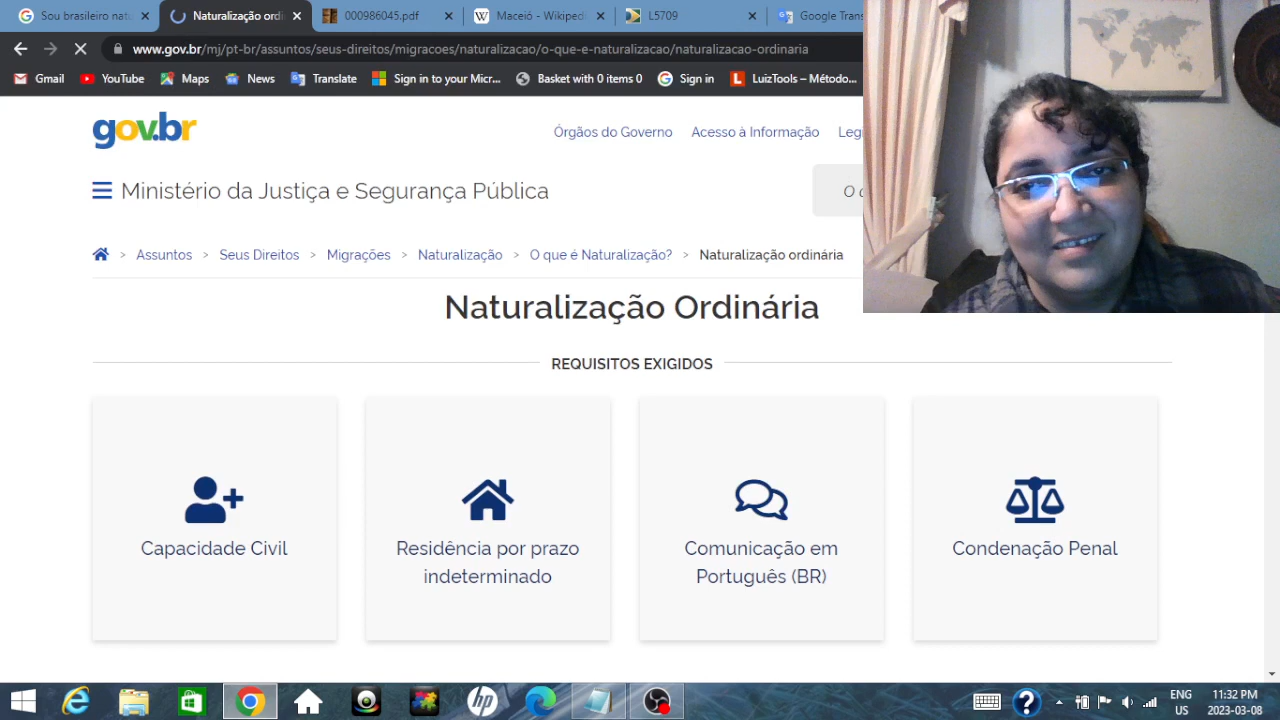 Sou brasileiro nat
Naturalização ordi
000986045.pdf
Maceió - Wikiped
L5709
Google Tran
www.gov.br/mj/pt-br/assuntos/seus-direitos/migracoes/naturalizacao/o-que-e-naturalizacao/naturalizacao-ordinaria
Gmail
YouTube
Maps
News
Translate
Sign in to your Micr...
Basket with 0 items 0
Sign in
LuizTools – Método...
gov.br
Órgãos do Governo
Acesso à Informação
Legi
Ministério da Justiça e Segurança Pública
Assuntos > Seus Direitos > Migrações > Naturalização > O que é Naturalização? > Naturalização ordinária
Naturalização Ordinária
REQUISITOS EXIGIDOS
Capacidade Civil
Residência por prazo
indeterminado
Comunicação em
Português (BR)
Condenação Penal
ENG
US
11:32 PM
2023-03-08